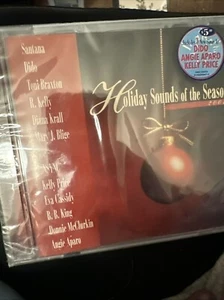 Santana
Dido
Toni Braxton
R. Kelly
Diana Krall
Mary J. Blige
Kelly Price
Eva Cassidy
B. B. King
Donnie McClurkin
Angie Aparo
Holiday Sounds of the Season
DIDO
ANGIE APARO
KELLY PRICE